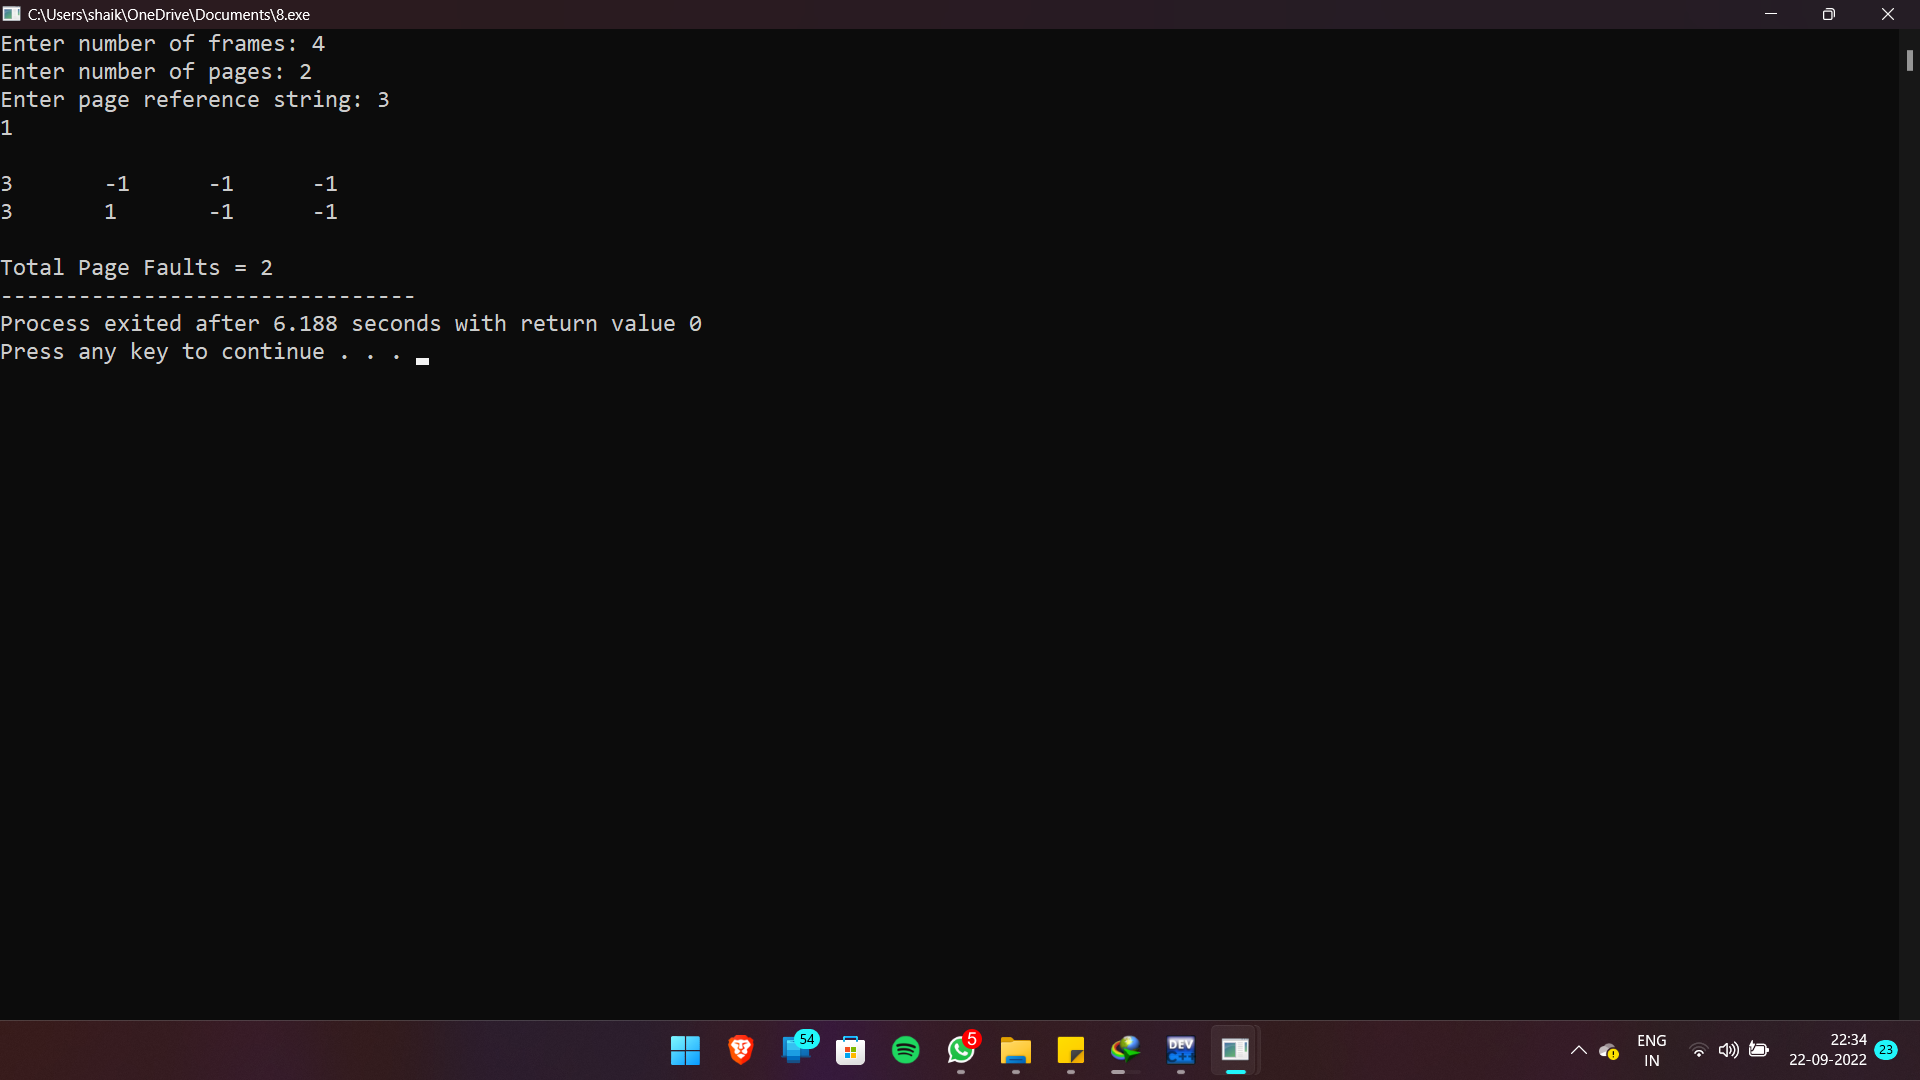 C:\Users\shaik\OneDrive\Documents\8.exe
Enter number of frames: 4
Enter number of pages: 2
Enter page reference string: 3
1
3 -1 -1 -1
3 1 -1 -1
Total Page Faults = 2
--------------------------------
Process exited after 6.188 seconds with return value 0
Press any key to continue . . .
54
5
DEV
C++
ENG
IN
22:34
22-09-2022
23